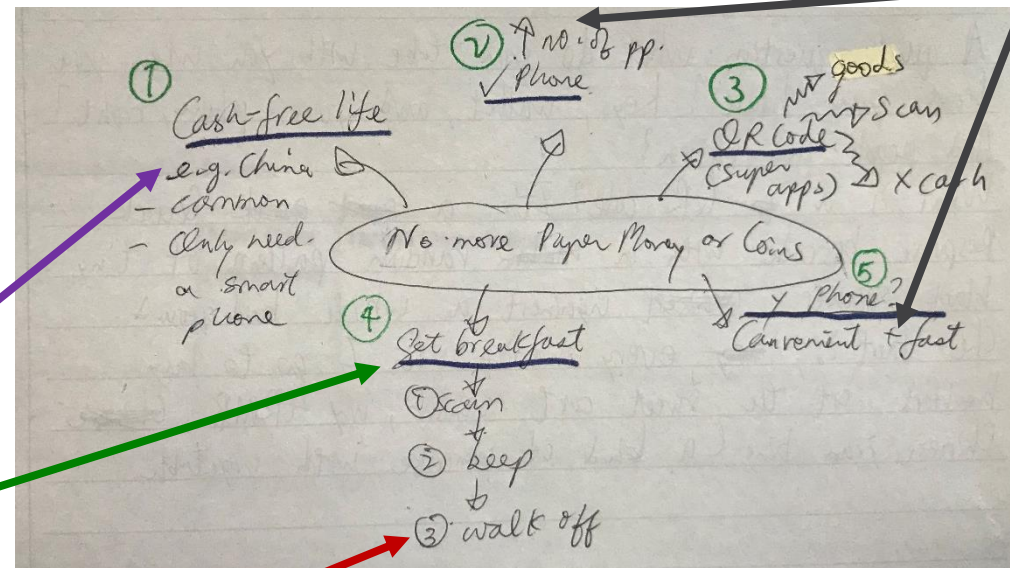 ①
Cash-free life
e.g. China
- common
- Only need
a smart
phone
②
↑ no. of pp.
✓ Phone
③
goods
Scan
QR Code
(super
apps)
x cash
No more Paper Money or Coins
④
Set breakfast
① scan
② beep
③ walk off
⑤
Y phone?
Convenient + fast